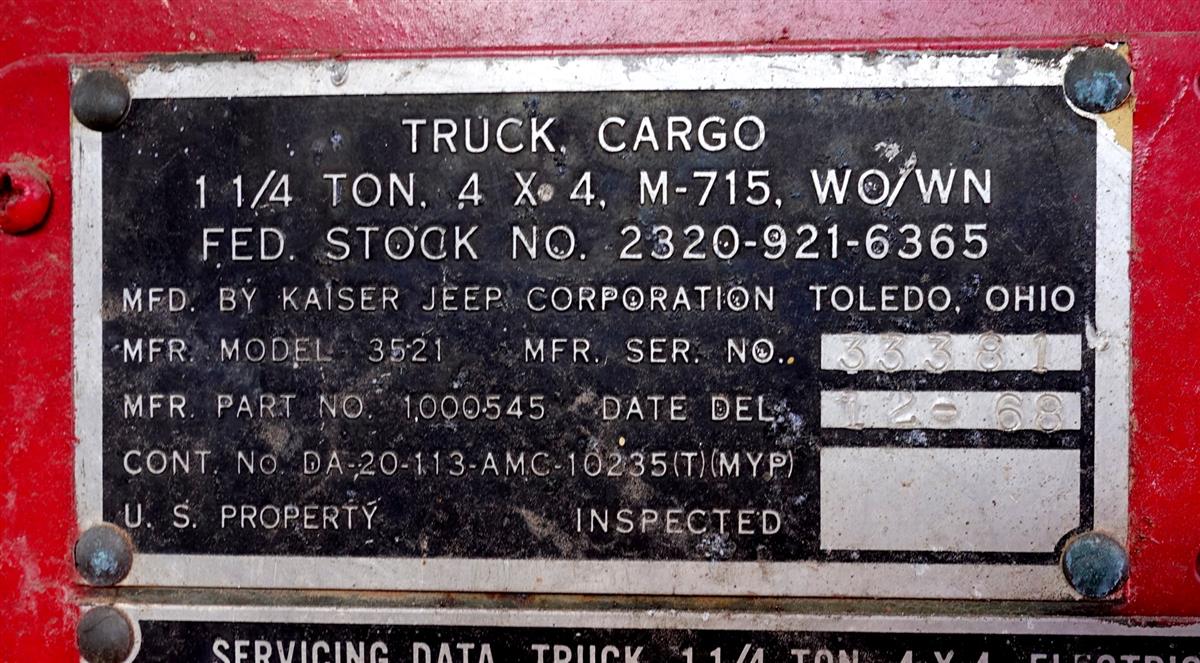 TRUCK, CARGO
1 1/4 TON, 4 X 4, M-715, WO/WN
FED. STOCK NO. 2320-921-6365
MFD. BY KAISER JEEP CORPORATION TOLEDO, OHIO
MFR. MODEL 3521 MFR. SER. NO. 33381
MFR. PART NO. 1000545 DATE DEL. 12-68
CONT. No. DA-20-113-AMC-10235(T)(MYP)
U. S. PROPERTY INSPECTED
SERVICING DATA, TRUCK, 1 1/4 TON, 4 X 4, ELECTRIC